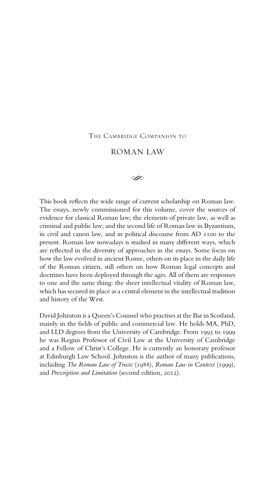 THE CAMBRIDGE COMPANION TO
ROMAN LAW
This book reflects the wide range of current scholarship on Roman law.
The essays, newly commissioned for this volume, cover the sources of
evidence for classical Roman law; the elements of private law, as well as
criminal and public law; and the second life of Roman law in Byzantium,
in civil and canon law, and in political discourse from AD 1100 to the
present. Roman law nowadays is studied in many different ways, which
are reflected in the diversity of approaches in the essays. Some focus on
how the law evolved in ancient Rome, others on its place in the daily life
of the Roman citizen, still others on how Roman legal concepts and
doctrines have been deployed through the ages. All of them are responses
to one and the same thing: the sheer intellectual vitality of Roman law,
which has secured its place as a central element in the intellectual tradition
and history of the West.
David Johnston is a Queen's Counsel who practises at the Bar in Scotland,
mainly in the fields of public and commercial law. He holds MA, PhD,
and LLD degrees from the University of Cambridge. From 1993 to 1999
he was Regius Professor of Civil Law at the University of Cambridge
and a Fellow of Christ's College. He is currently an honorary professor
at Edinburgh Law School. Johnston is the author of many publications,
including The Roman Law of Trusts (1988), Roman Law in Context (1999),
and Prescription and Limitation (second edition, 2012).